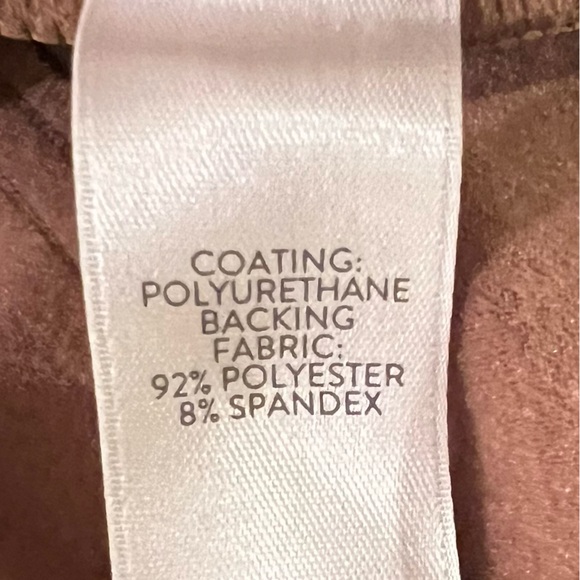 COATING:
POLYURETHANE
BACKING
FABRIC:
92% POLYESTER
8% SPANDEX